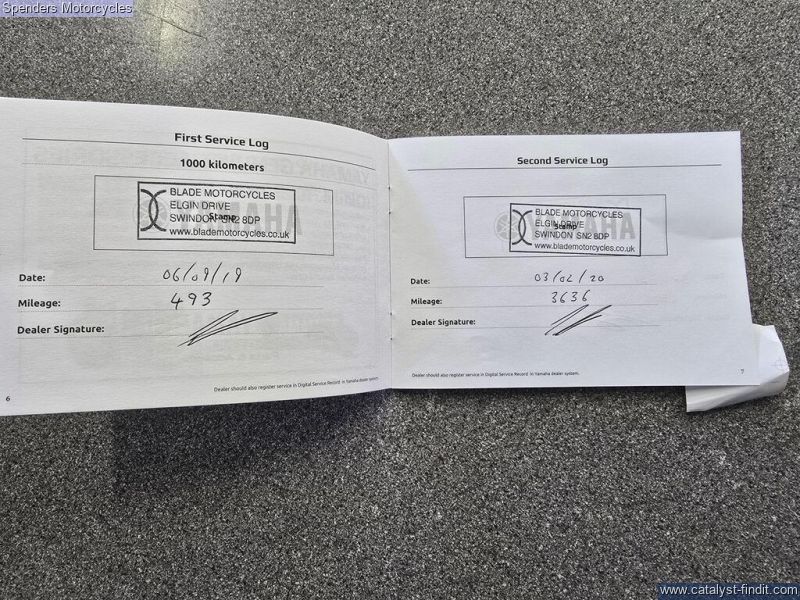 Spenders Motorcycles
First Service Log
1000 kilometers
BLADE MOTORCYCLES
ELGIN DRIVE
Stamp
SWINDON SN2 8DP
www.blademotorcycles.co.uk
Date: 06/09/19
Mileage: 493
Dealer Signature:
Dealer should also register service in Digital Service Record in Yamaha dealer system.
6
Second Service Log
BLADE MOTORCYCLES
ELGIN DRIVE
Stamp
SWINDON SN2 8DP
www.blademotorcycles.co.uk
Date: 03/02/20
Mileage: 3636
Dealer Signature:
Dealer should also register service in Digital Service Record in Yamaha dealer system.
7
www.catalyst-findit.com